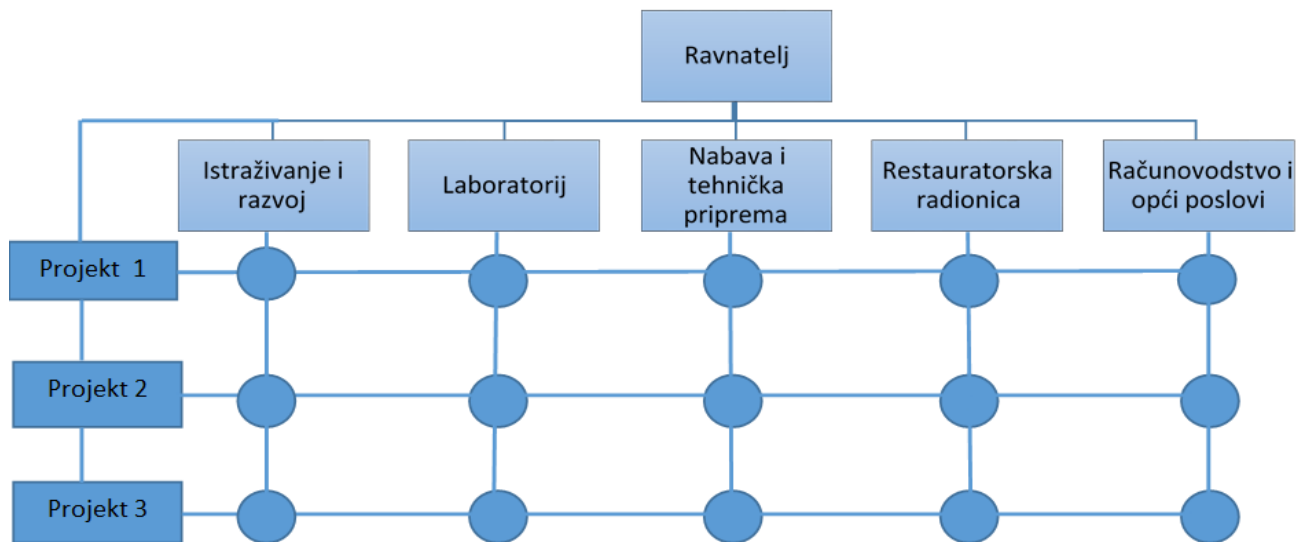 Ravnatelj
Istraživanje i
razvoj
Laboratorij
Nabava i
tehnička
priprema
Restauratorska
radionica
Računovodstvo i
opći poslovi
Projekt  1
Projekt 2
Projekt 3